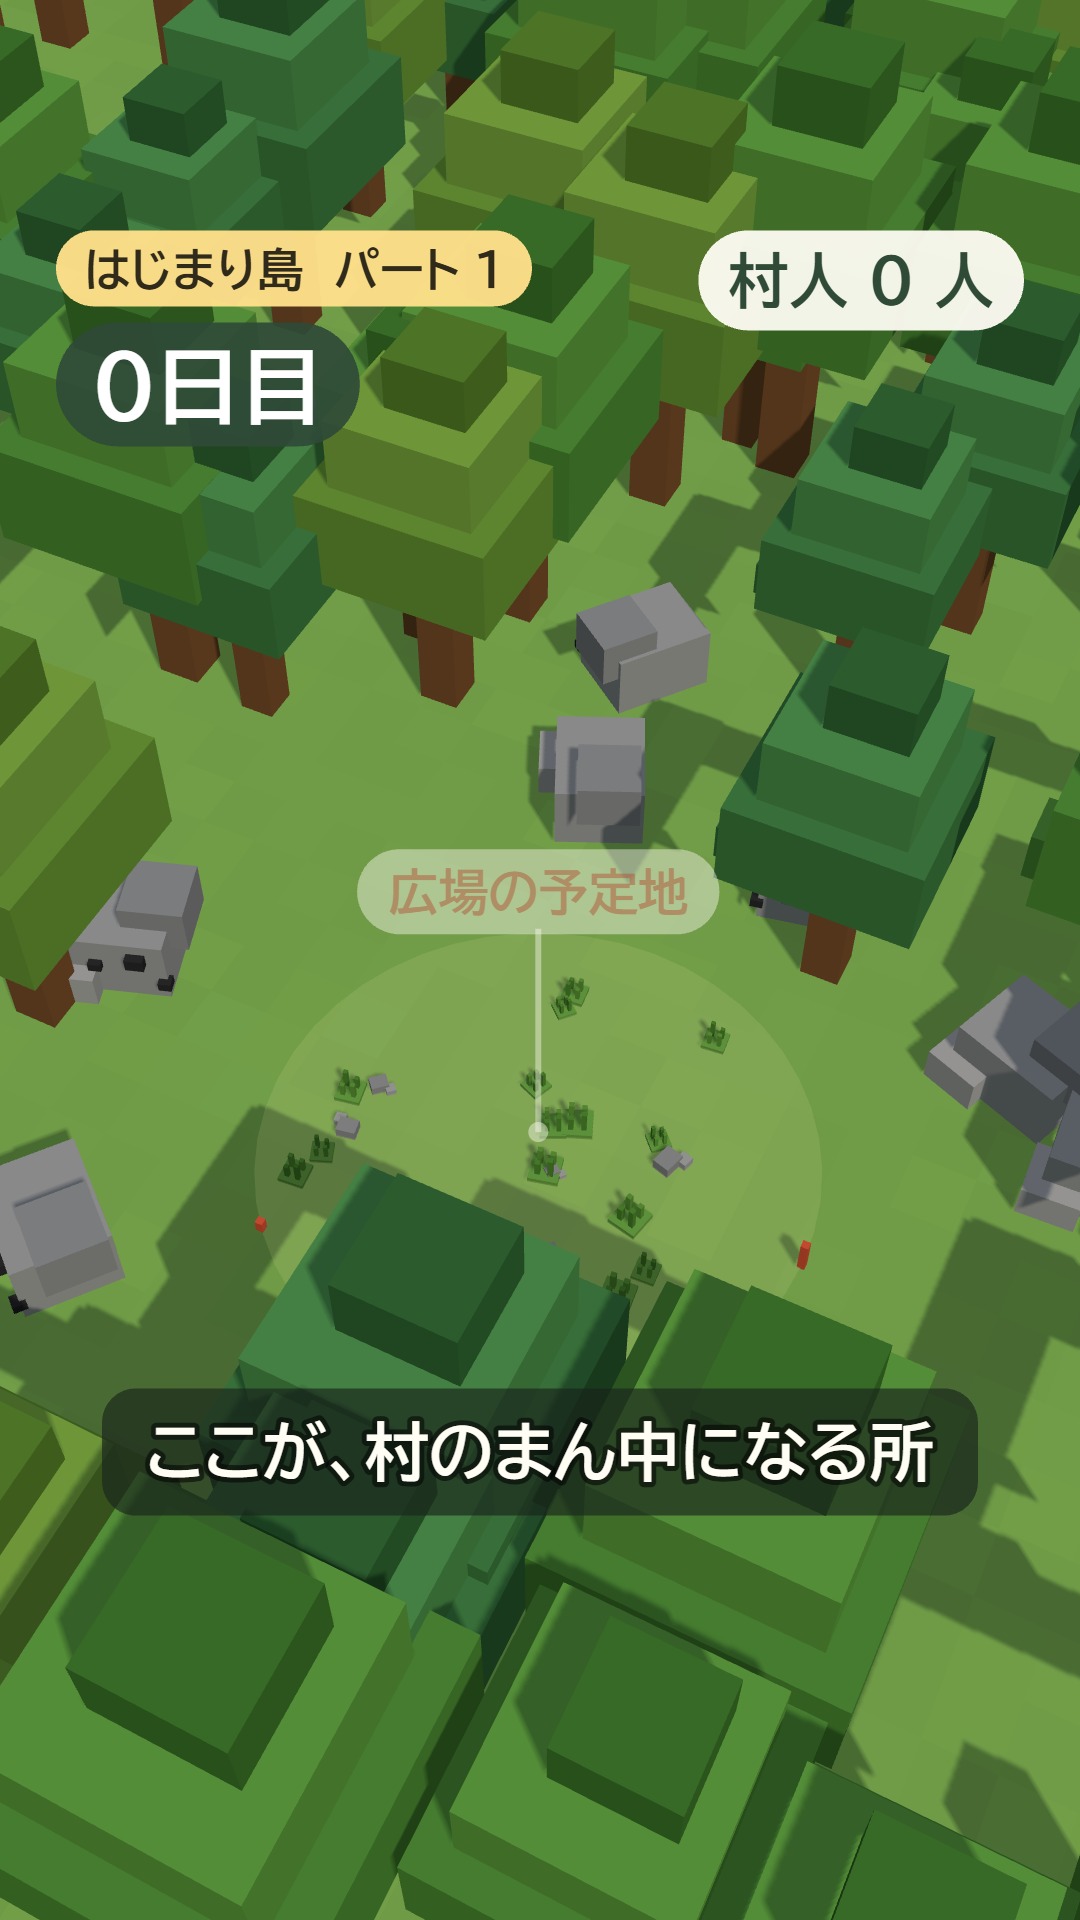 はじまり島 パート 1
村人 0 人
0日目
広場の予定地
ここが、村のまん中になる所